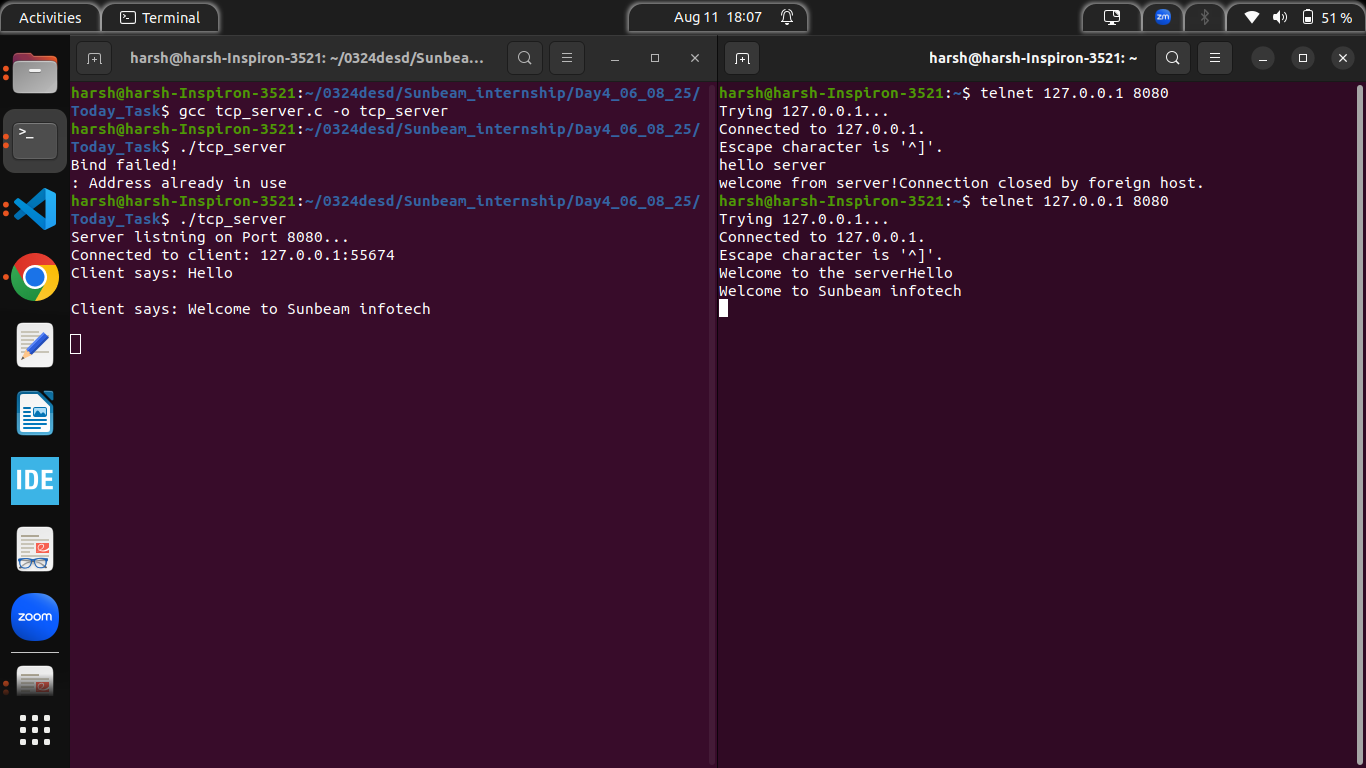 Activities
Terminal
Aug 11 18:07
zm
51 %
harsh@harsh-Inspiron-3521: ~/0324desd/Sunbea...
harsh@harsh-Inspiron-3521:~/0324desd/Sunbeam_internship/Day4_06_08_25/
Today_Task$ gcc tcp_server.c -o tcp_server
harsh@harsh-Inspiron-3521:~/0324desd/Sunbeam_internship/Day4_06_08_25/
Today_Task$ ./tcp_server
Bind failed!
: Address already in use
harsh@harsh-Inspiron-3521:~/0324desd/Sunbeam_internship/Day4_06_08_25/
Today_Task$ ./tcp_server
Server listning on Port 8080...
Connected to client: 127.0.0.1:55674
Client says: Hello
Client says: Welcome to Sunbeam infotech
harsh@harsh-Inspiron-3521: ~
harsh@harsh-Inspiron-3521:~$ telnet 127.0.0.1 8080
Trying 127.0.0.1...
Connected to 127.0.0.1.
Escape character is '^]'.
hello server
welcome from server!Connection closed by foreign host.
harsh@harsh-Inspiron-3521:~$ telnet 127.0.0.1 8080
Trying 127.0.0.1...
Connected to 127.0.0.1.
Escape character is '^]'.
Welcome to the serverHello
Welcome to Sunbeam infotech
>_
IDE
zoom